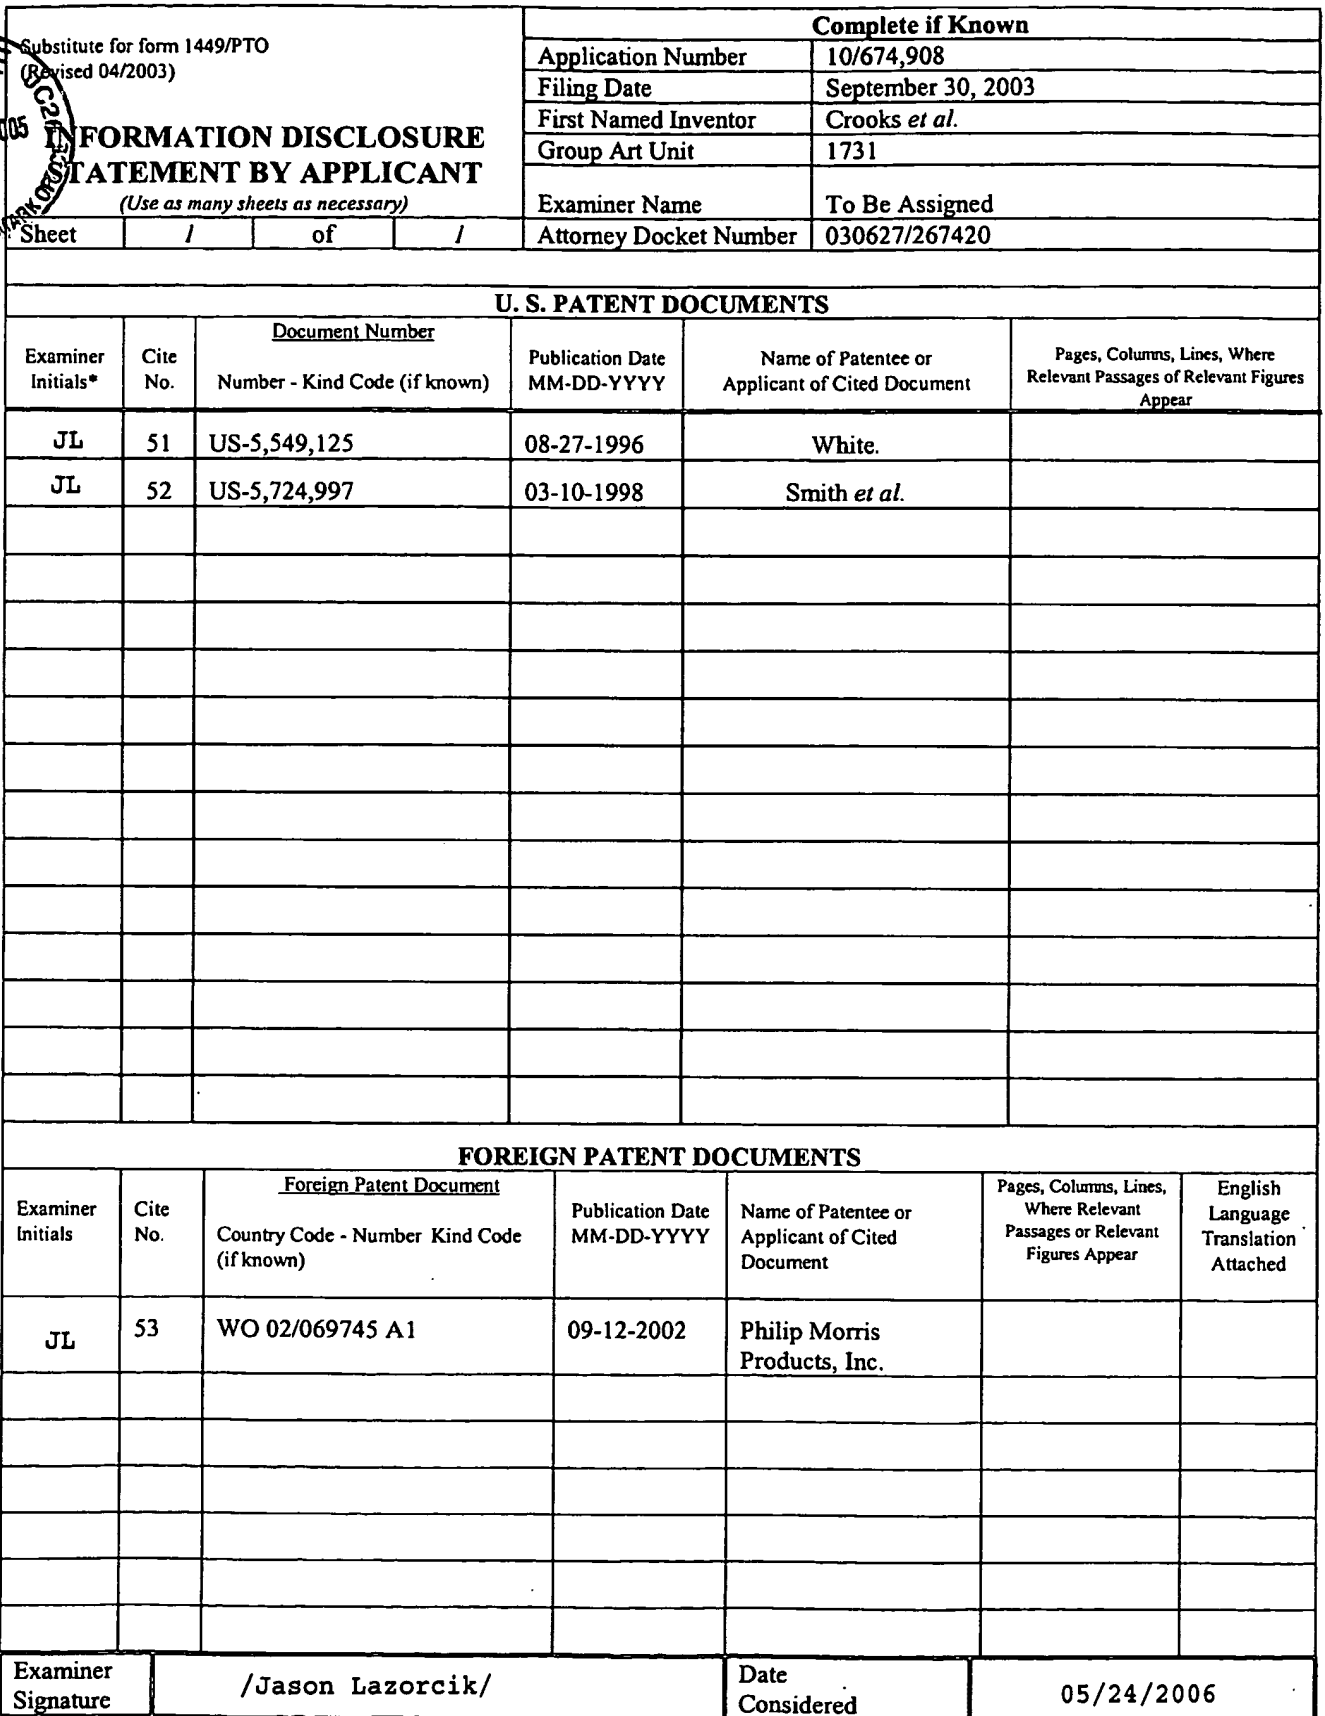 Substitute for form 1449/PTO
(Revised 04/2003)
INFORMATION DISCLOSURE
STATEMENT BY APPLICANT
(Use as many sheets as necessary)
Sheet 1 of 1
Complete if Known
Application Number 10/674,908
Filing Date September 30, 2003
First Named Inventor Crooks et al.
Group Art Unit 1731
Examiner Name To Be Assigned
Attorney Docket Number 030627/267420
U. S. PATENT DOCUMENTS
Examiner Initials*
Cite No.
Document Number
Number - Kind Code (if known)
Publication Date
MM-DD-YYYY
Name of Patentee or
Applicant of Cited Document
Pages, Columns, Lines, Where
Relevant Passages of Relevant Figures
Appear
JL 51 US-5,549,125 08-27-1996 White.
JL 52 US-5,724,997 03-10-1998 Smith et al.
FOREIGN PATENT DOCUMENTS
Examiner
Initials
Cite
No.
Foreign Patent Document
Country Code - Number Kind Code
(if known)
Publication Date
MM-DD-YYYY
Name of Patentee or
Applicant of Cited
Document
Pages, Columns, Lines,
Where Relevant
Passages or Relevant
Figures Appear
English
Language
Translation
Attached
JL 53 WO 02/069745 A1 09-12-2002 Philip Morris
Products, Inc.
Examiner
Signature
/Jason Lazorcik/
Date
Considered
05/24/2006